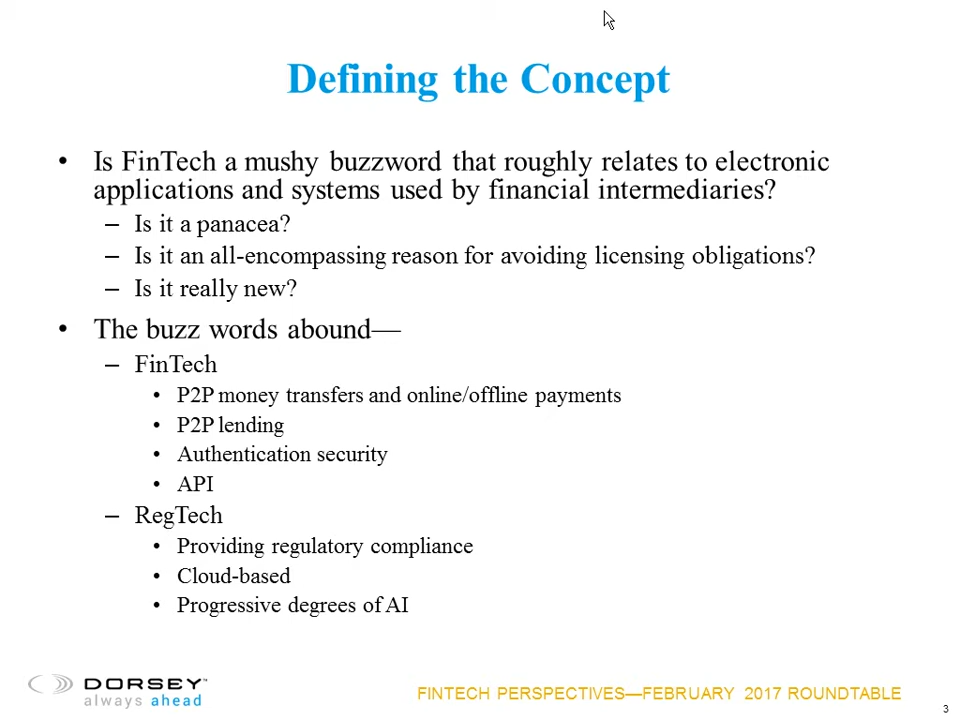 Defining the Concept
• Is FinTech a mushy buzzword that roughly relates to electronic
applications and systems used by financial intermediaries?
– Is it a panacea?
– Is it an all-encompassing reason for avoiding licensing obligations?
– Is it really new?
• The buzz words abound—
– FinTech
• P2P money transfers and online/offline payments
• P2P lending
• Authentication security
• API
– RegTech
• Providing regulatory compliance
• Cloud-based
• Progressive degrees of AI
DORSEY™
always ahead
FINTECH PERSPECTIVES—FEBRUARY 2017 ROUNDTABLE
3